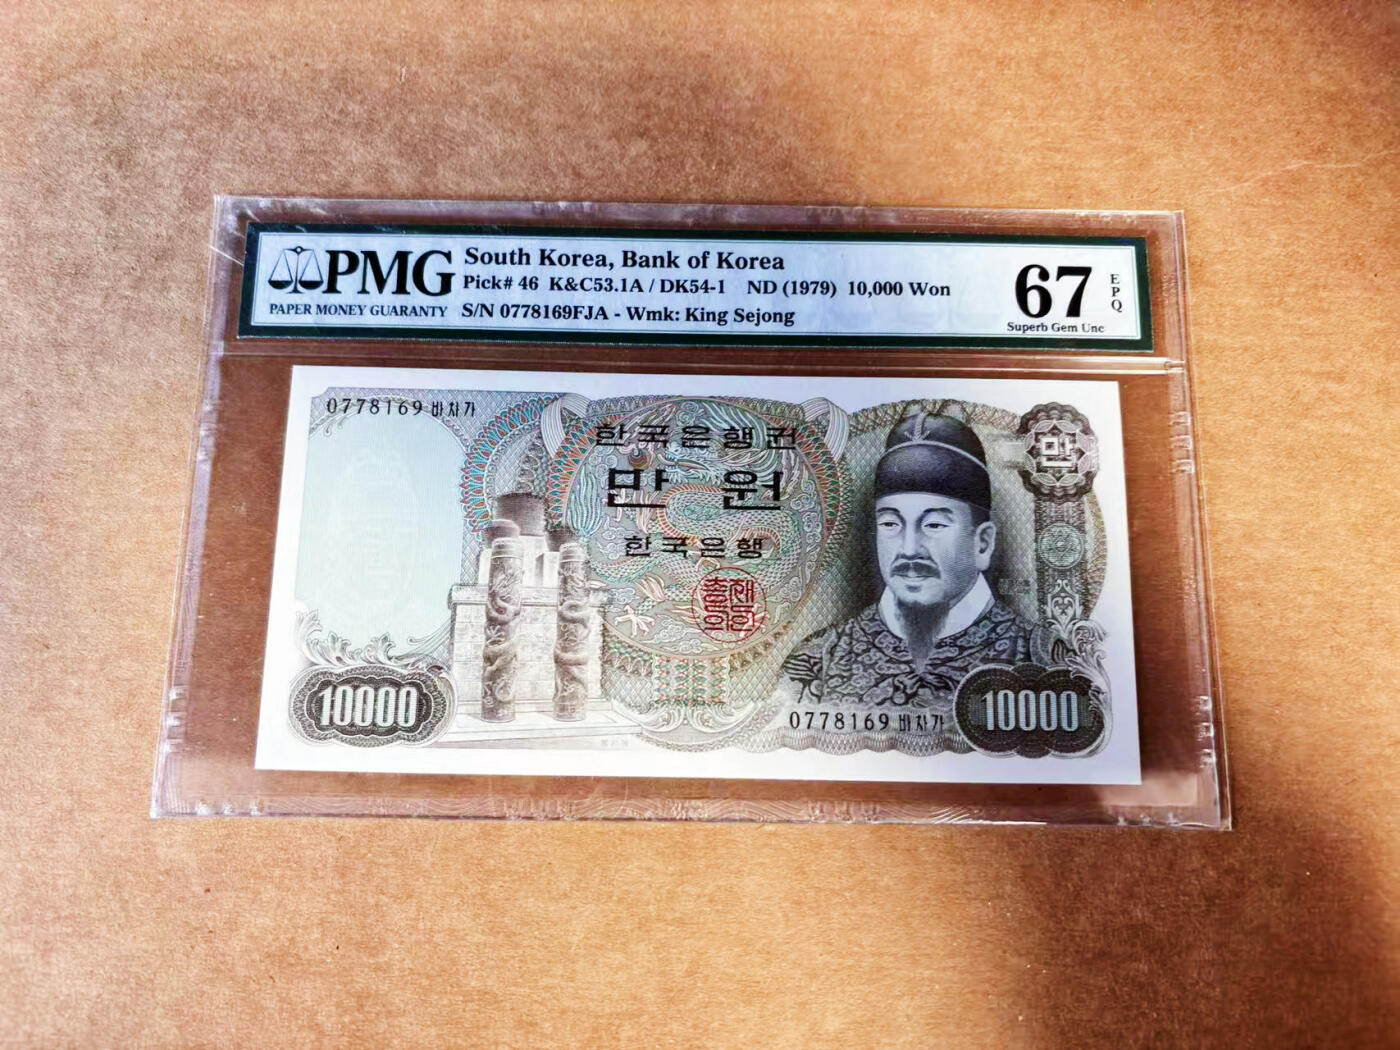 PMG
PAPER MONEY GUARANTY
South Korea, Bank of Korea
Pick# 46 K&C53.1A / DK54-1 ND (1979) 10,000 Won
S/N 0778169FJA - Wmk: King Sejong
67
EPQ
Superb Gem Unc
0778169 바자가
한국은행권
만원
한국은행
만
10000
0778169 바자가
10000